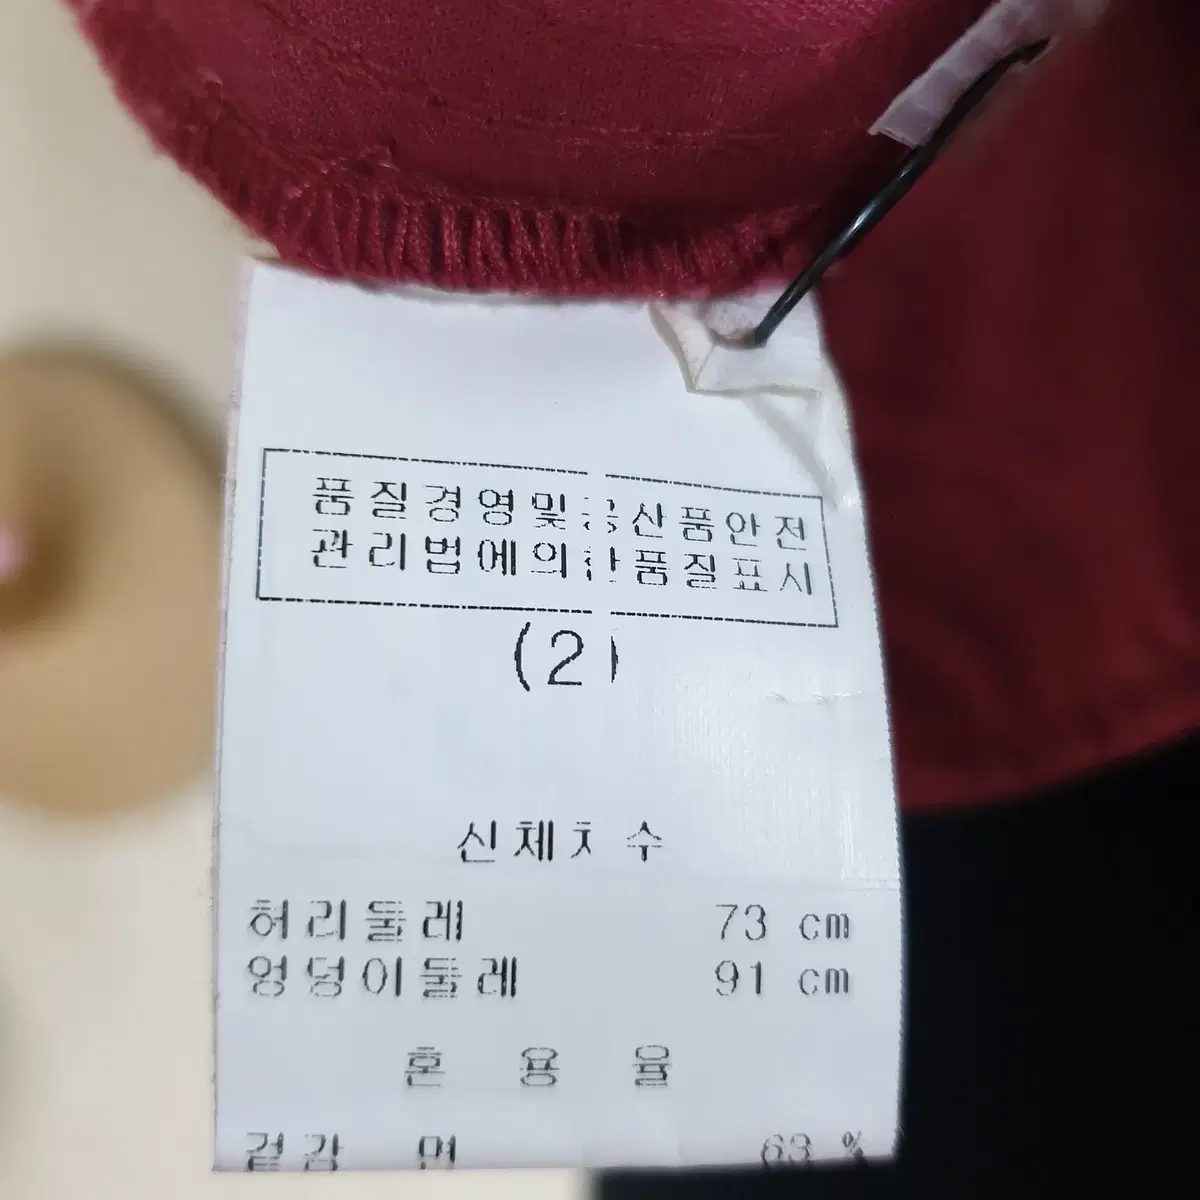 품질경영및공산품안전
관리법에의한품질표시
(2)
신체치수
허리둘레 73 cm
엉덩이둘레 91 cm
혼 용 율
겉감 면 63 %